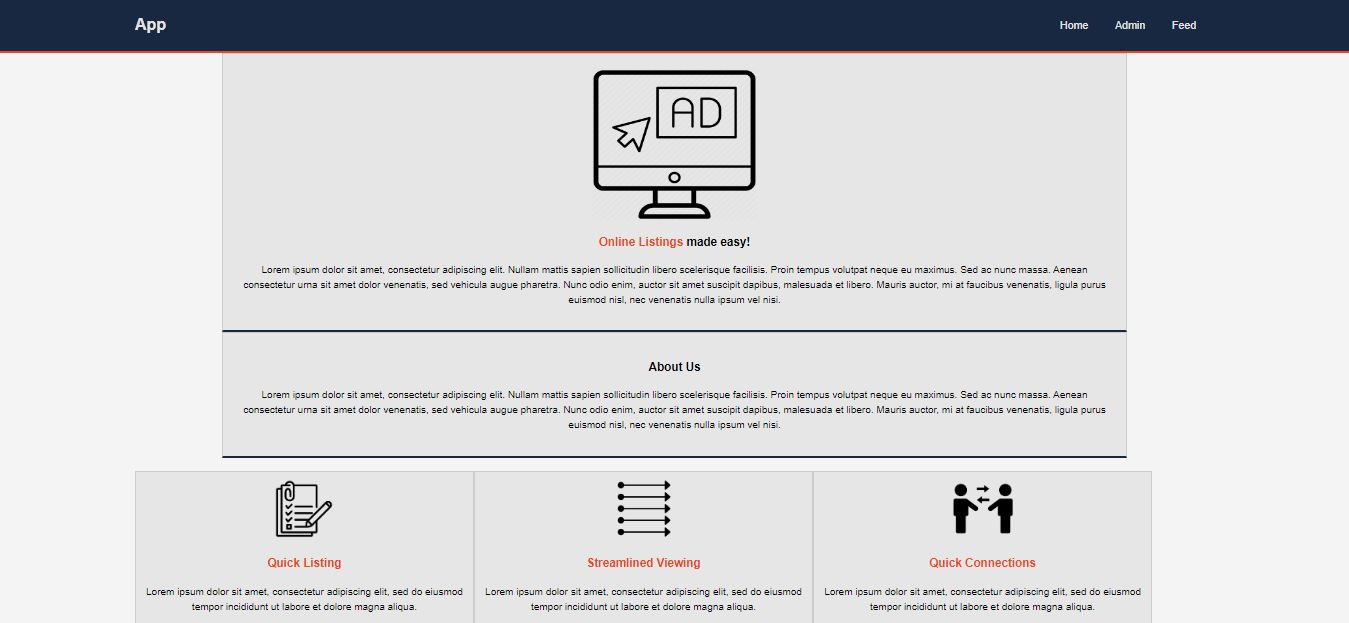 App
Home Admin Feed
AD
Online Listings made easy!
Lorem ipsum dolor sit amet, consectetur adipiscing elit. Nullam mattis sapien sollicitudin libero scelerisque facilisis. Proin tempus volutpat neque eu maximus. Sed ac nunc massa. Aenean
consectetur urna sit amet dolor venenatis, sed vehicula augue pharetra. Nunc odio enim, auctor sit amet suscipit dapibus, malesuada et libero. Mauris auctor, mi at faucibus venenatis, ligula purus
euismod nisl, nec venenatis nulla ipsum vel nisi.
About Us
Lorem ipsum dolor sit amet, consectetur adipiscing elit. Nullam mattis sapien sollicitudin libero scelerisque facilisis. Proin tempus volutpat neque eu maximus. Sed ac nunc massa. Aenean
consectetur urna sit amet dolor venenatis, sed vehicula augue pharetra. Nunc odio enim, auctor sit amet suscipit dapibus, malesuada et libero. Mauris auctor, mi at faucibus venenatis, ligula purus
euismod nisl, nec venenatis nulla ipsum vel nisi.
Quick Listing
Lorem ipsum dolor sit amet, consectetur adipiscing elit, sed do eiusmod
tempor incididunt ut labore et dolore magna aliqua.
Streamlined Viewing
Lorem ipsum dolor sit amet, consectetur adipiscing elit, sed do eiusmod
tempor incididunt ut labore et dolore magna aliqua.
Quick Connections
Lorem ipsum dolor sit amet, consectetur adipiscing elit, sed do eiusmod
tempor incididunt ut labore et dolore magna aliqua.